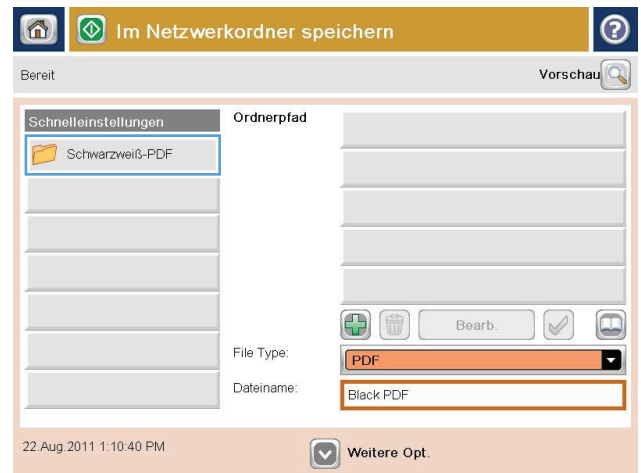 Im Netzwerkordner speichern
Bereit
Vorschau
Schnelleinstellungen
Schwarzweiß-PDF
Ordnerpfad
Bearb.
File Type:
PDF
Dateiname:
Black PDF
22.Aug.2011 1:10:40 PM
Weitere Opt.